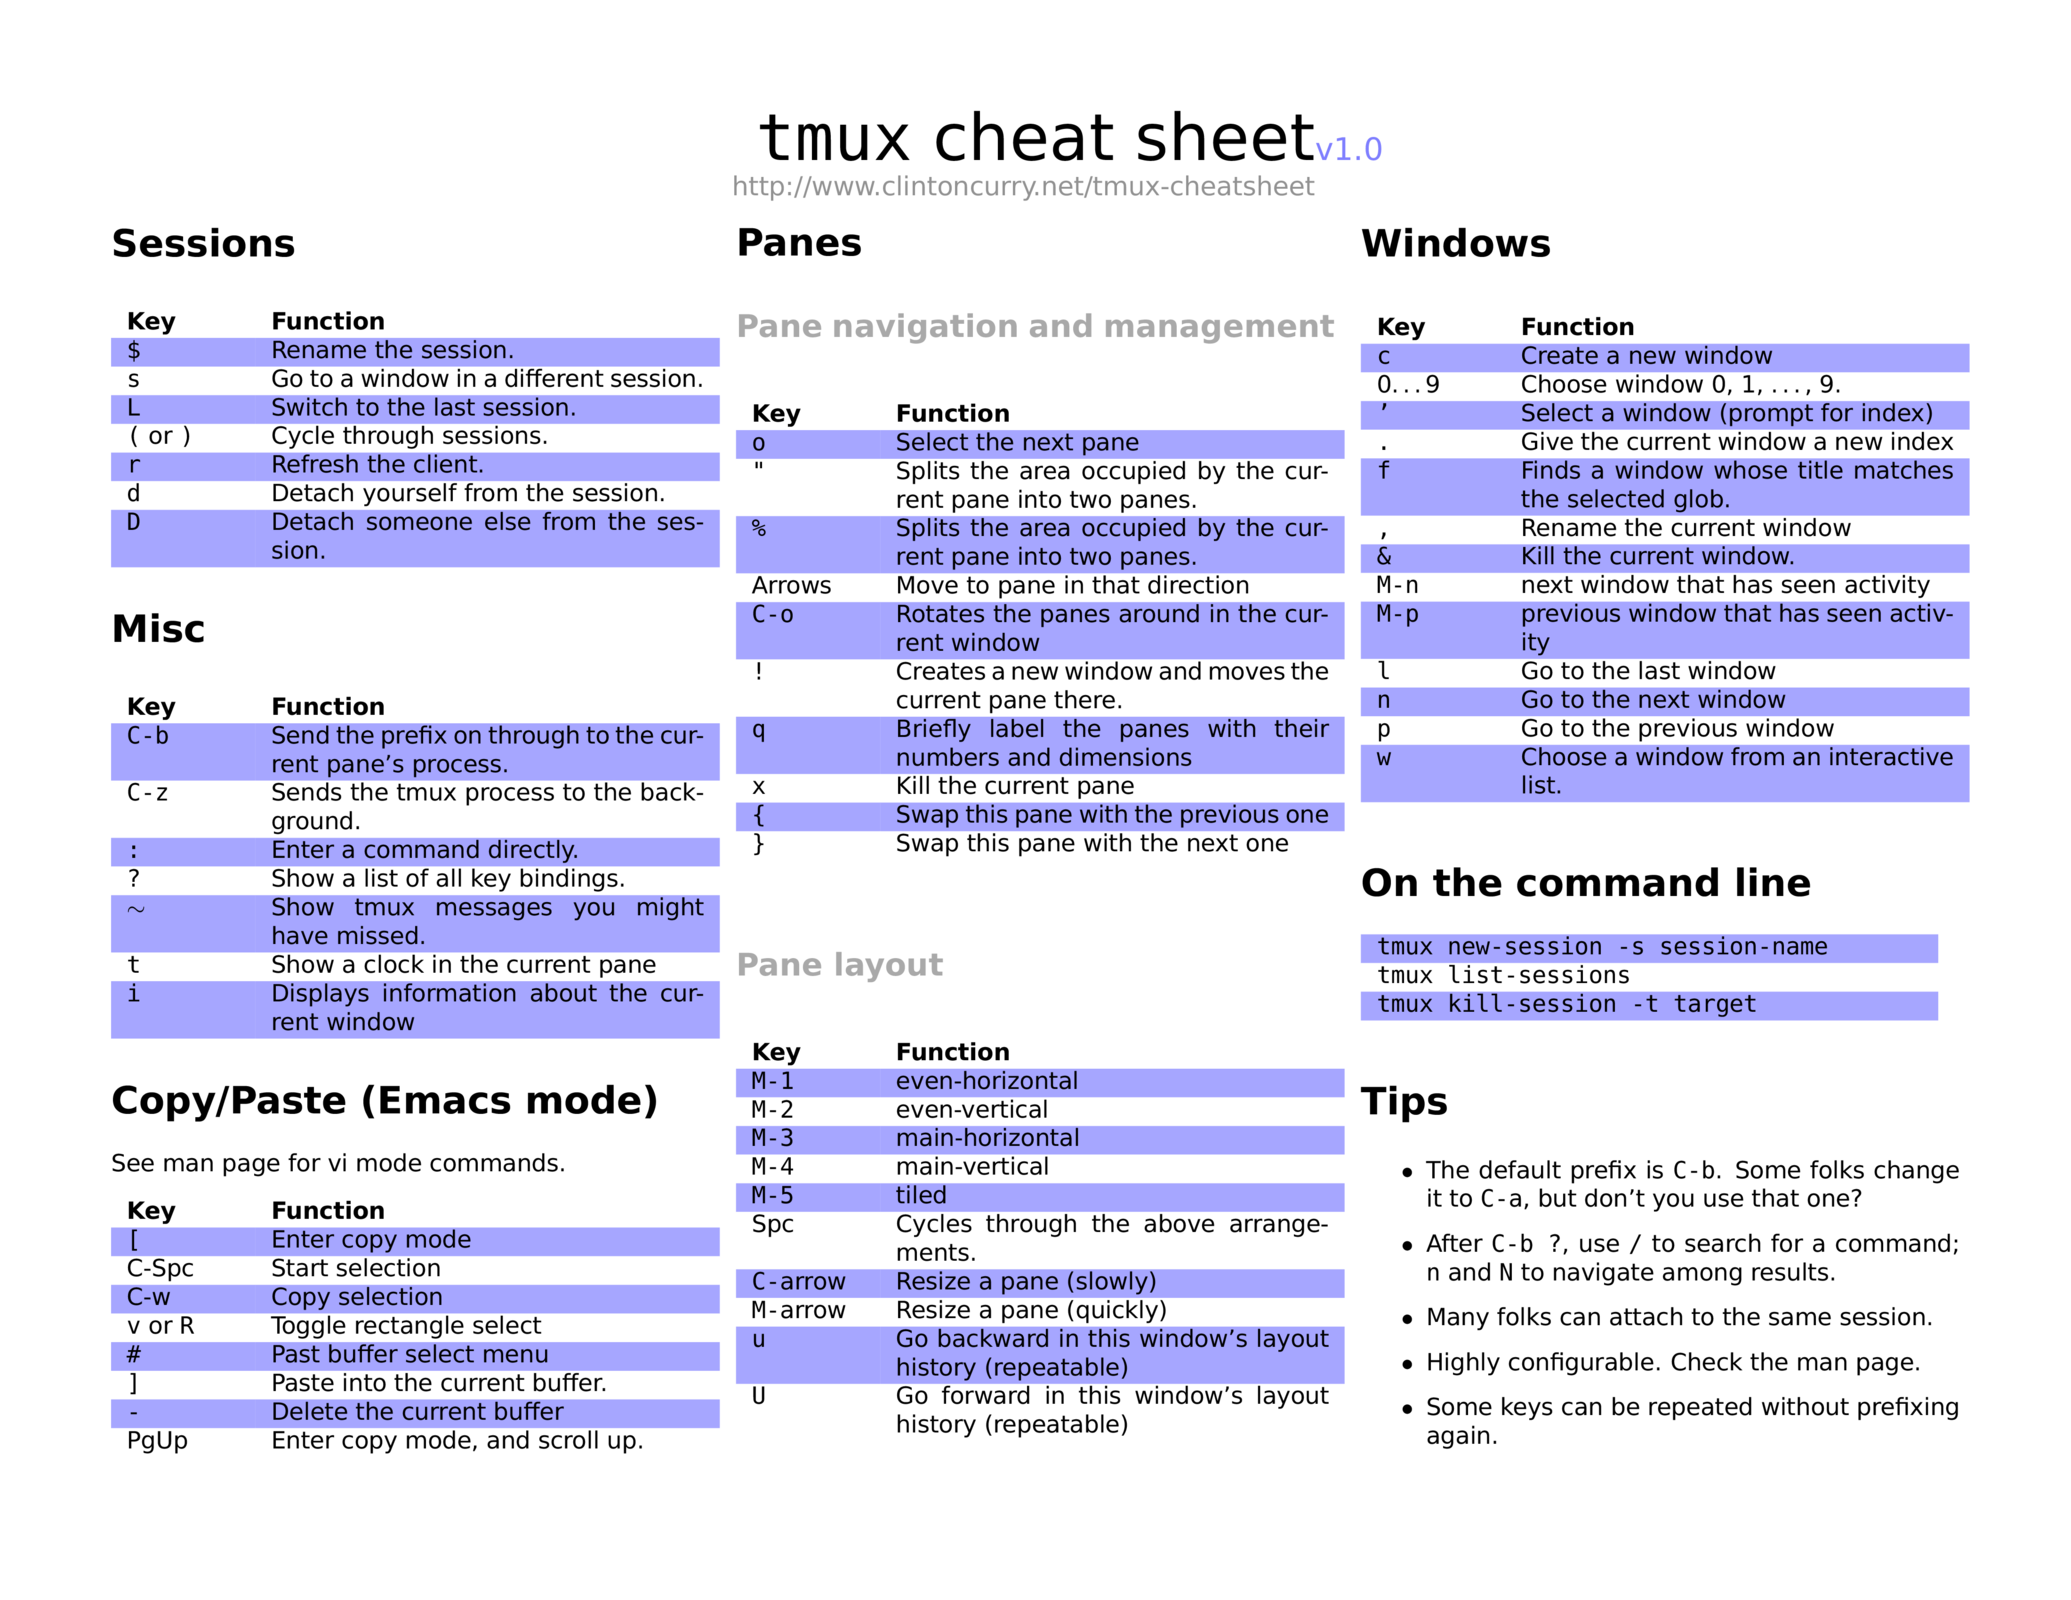 tmux cheat sheetv1.0
http://www.clintoncurry.net/tmux-cheatsheet
Sessions
Key Function
$ Rename the session.
s Go to a window in a different session.
L Switch to the last session.
( or ) Cycle through sessions.
r Refresh the client.
d Detach yourself from the session.
D Detach someone else from the ses-
sion.
Misc
Key Function
C-b Send the prefix on through to the cur-
rent pane’s process.
C-z Sends the tmux process to the back-
ground.
: Enter a command directly.
? Show a list of all key bindings.
~ Show tmux messages you might
have missed.
t Show a clock in the current pane
i Displays information about the cur-
rent window
Copy/Paste (Emacs mode)
See man page for vi mode commands.
Key Function
[ Enter copy mode
C-Spc Start selection
C-w Copy selection
v or R Toggle rectangle select
# Past buffer select menu
] Paste into the current buffer.
- Delete the current buffer
PgUp Enter copy mode, and scroll up.
Panes
Pane navigation and management
Key Function
o Select the next pane
" Splits the area occupied by the cur-
rent pane into two panes.
% Splits the area occupied by the cur-
rent pane into two panes.
Arrows Move to pane in that direction
C-o Rotates the panes around in the cur-
rent window
! Creates a new window and moves the
current pane there.
q Briefly label the panes with their
numbers and dimensions
x Kill the current pane
{ Swap this pane with the previous one
} Swap this pane with the next one
Pane layout
Key Function
M-1 even-horizontal
M-2 even-vertical
M-3 main-horizontal
M-4 main-vertical
M-5 tiled
Spc Cycles through the above arrange-
ments.
C-arrow Resize a pane (slowly)
M-arrow Resize a pane (quickly)
u Go backward in this window’s layout
history (repeatable)
U Go forward in this window’s layout
history (repeatable)
Windows
Key Function
c Create a new window
0...9 Choose window 0, 1, ..., 9.
’ Select a window (prompt for index)
. Give the current window a new index
f Finds a window whose title matches
the selected glob.
, Rename the current window
& Kill the current window.
M-n next window that has seen activity
M-p previous window that has seen activ-
ity
l Go to the last window
n Go to the next window
p Go to the previous window
w Choose a window from an interactive
list.
On the command line
tmux new-session -s session-name
tmux list-sessions
tmux kill-session -t target
Tips
• The default prefix is C-b. Some folks change
it to C-a, but don’t you use that one?
• After C-b ?, use / to search for a command;
n and N to navigate among results.
• Many folks can attach to the same session.
• Highly configurable. Check the man page.
• Some keys can be repeated without prefixing
again.